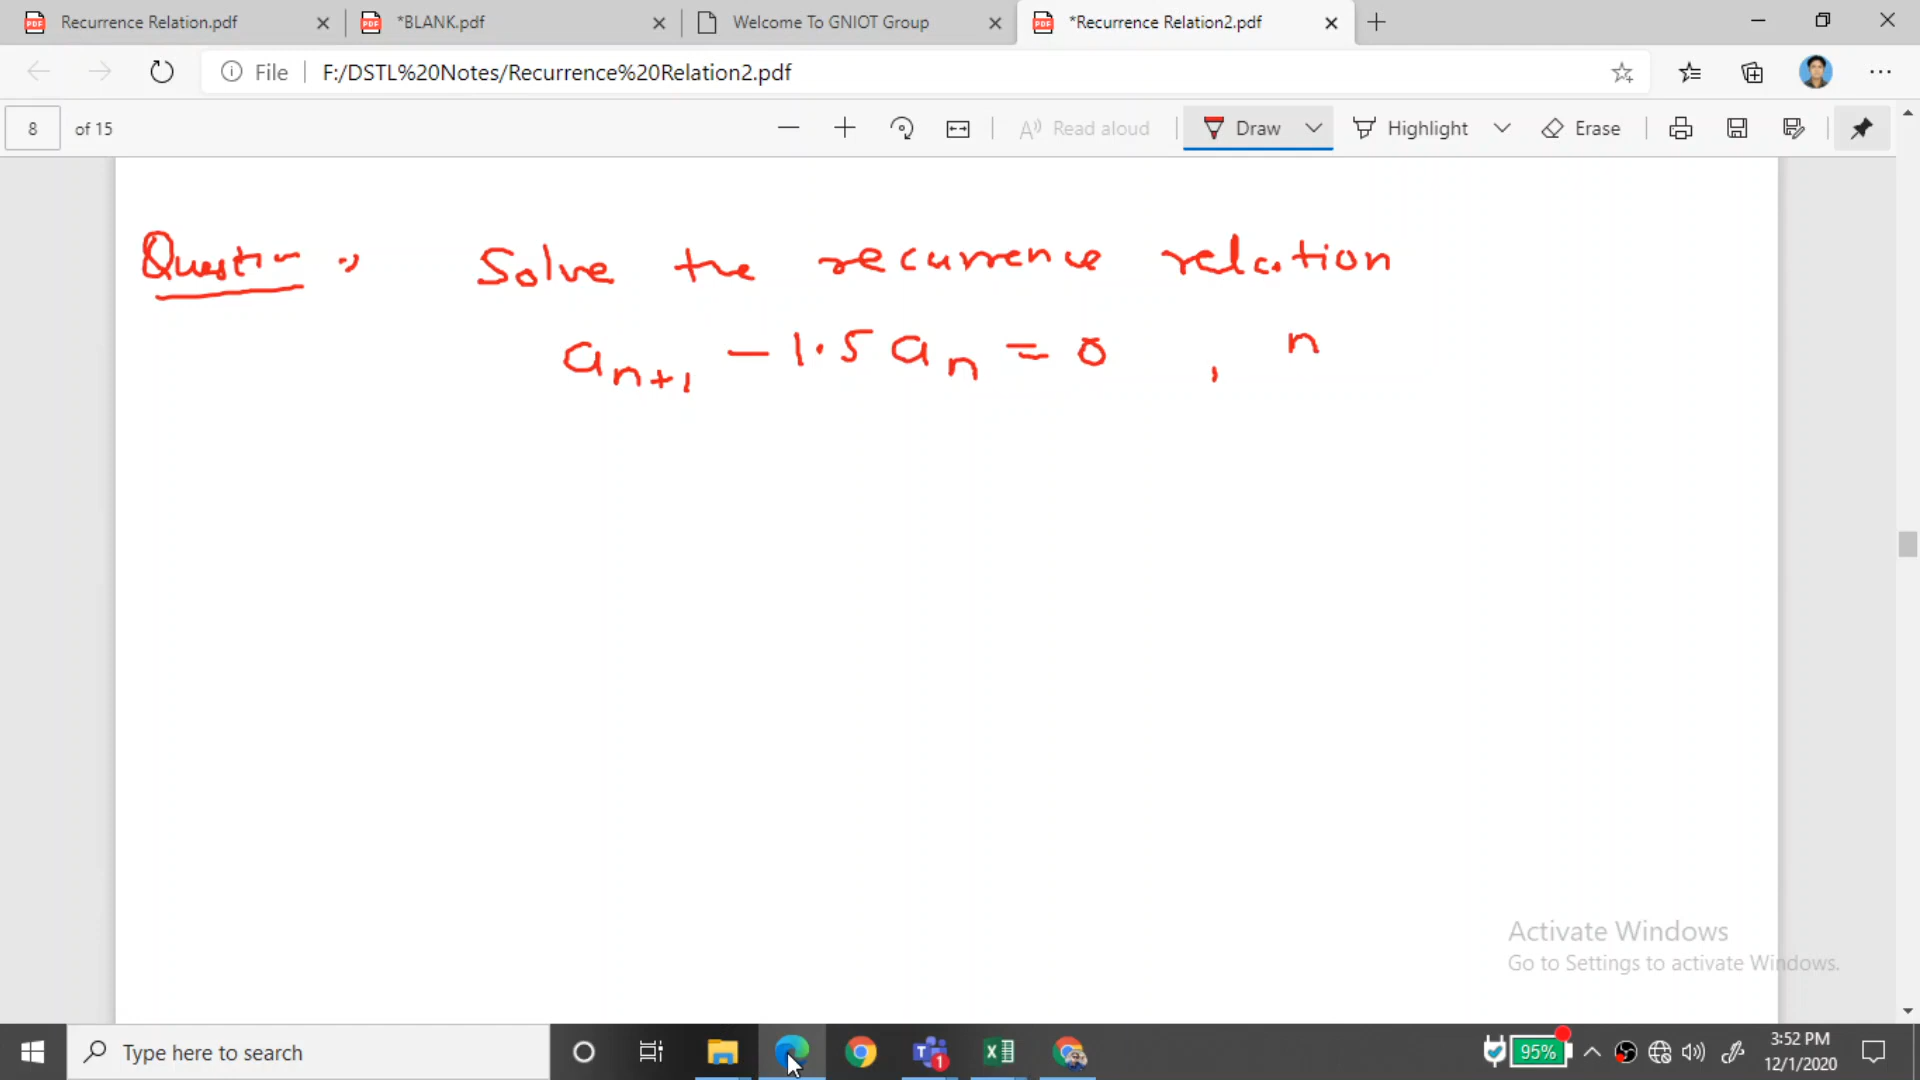 Recurrence Relation.pdf
*BLANK.pdf
Welcome To GNIOT Group
*Recurrence Relation2.pdf
File
F:/DSTL%20Notes/Recurrence%20Relation2.pdf
8 of 15
Read aloud
Draw
Highlight
Erase
Question :, Solve the recurrence relation
aₙ₊₁ − 1.5 aₙ = 0 , n
Activate Windows
Go to Settings to activate Windows.
Type here to search
1
95%
3:52 PM
12/1/2020